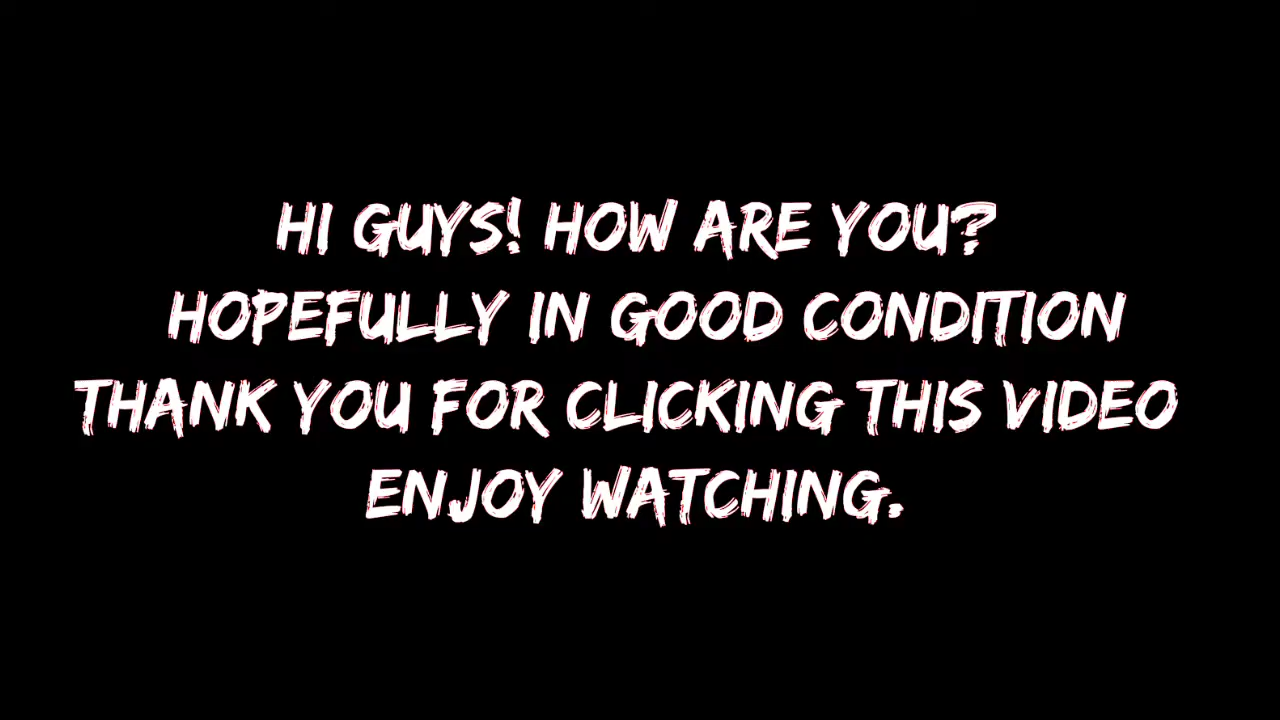 HI GUYS! HOW ARE YOU?
HOPEFULLY IN GOOD CONDITION
THANK YOU FOR CLICKING THIS VIDEO
ENJOY WATCHING.